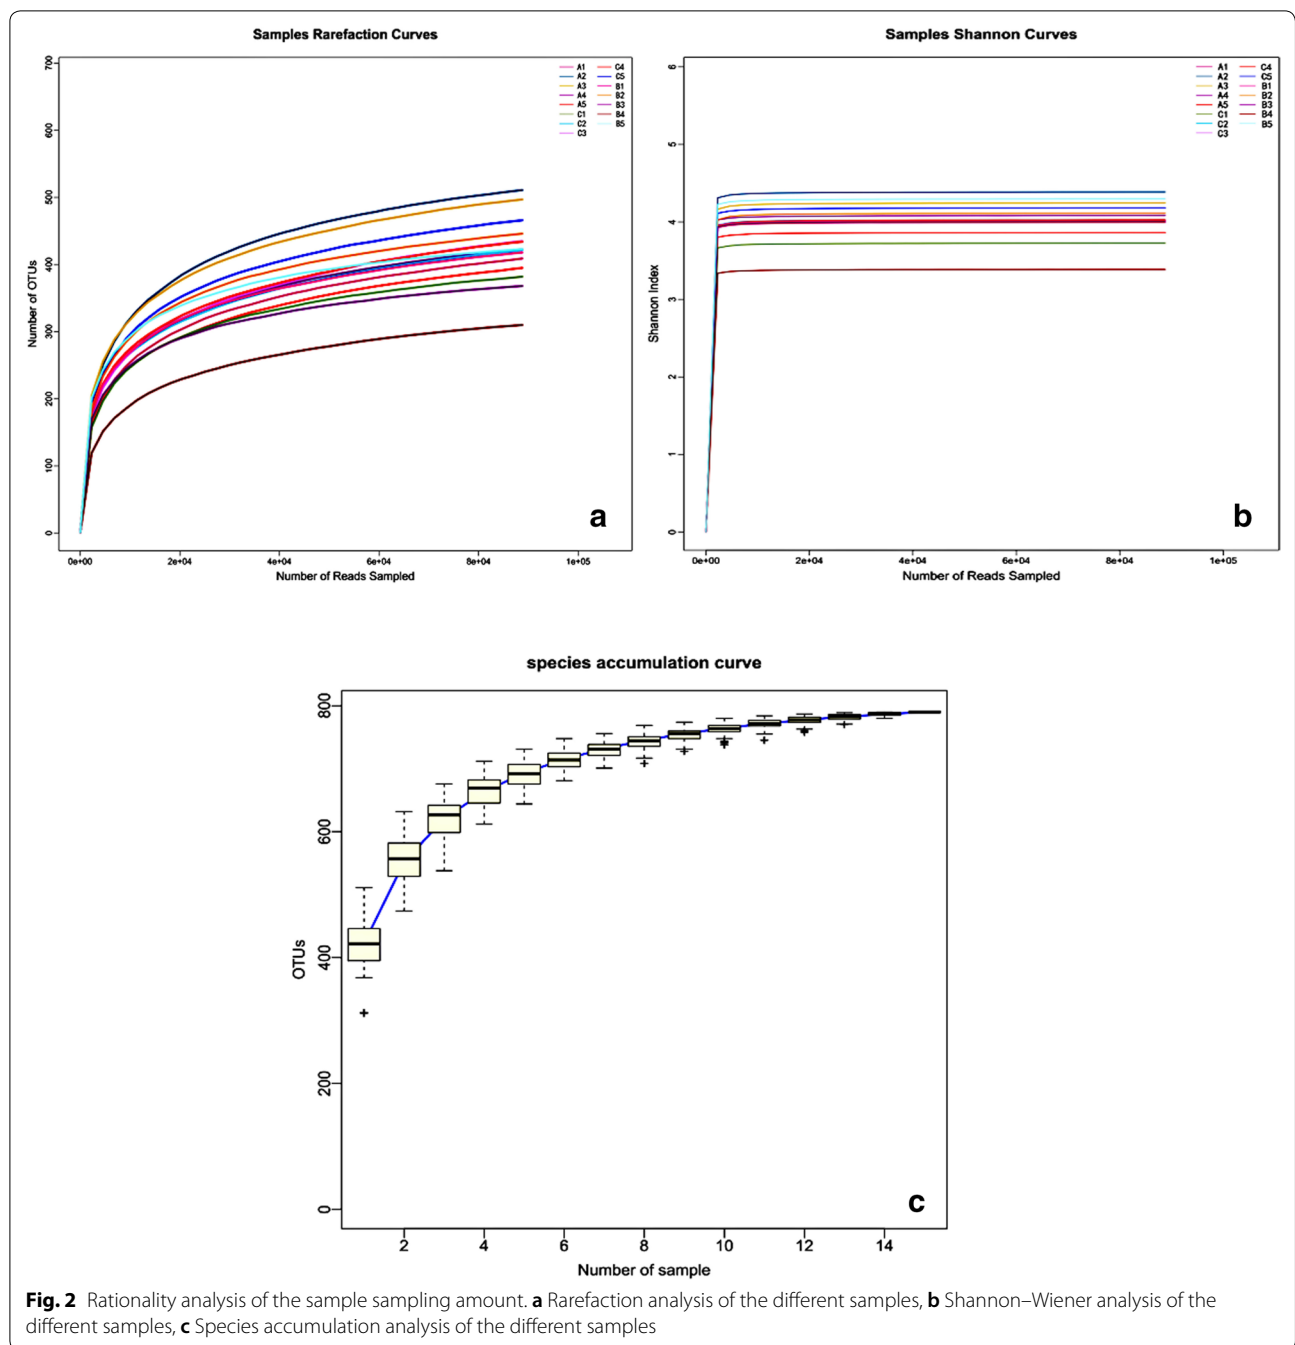 Samples Rarefaction Curves
700
600
500
400
300
200
100
0
Number of OTUs
A1 C4
A2 C5
A3 B1
A4 B2
A5 B3
C1 B4
C2 B5
C3
a
0e+00 2e+04 4e+04 6e+04 8e+04 1e+05
Number of Reads Sampled
Samples Shannon Curves
6
5
4
3
2
1
0
Shannon Index
A1 C4
A2 C5
A3 B1
A4 B2
A5 B3
C1 B4
C2 B5
C3
b
0e+00 2e+04 4e+04 6e+04 8e+04 1e+05
Number of Reads Sampled
species accumulation curve
800
600
400
200
0
OTUs
c
2 4 6 8 10 12 14
Number of sample
Fig. 2 Rationality analysis of the sample sampling amount. a Rarefaction analysis of the different samples, b Shannon–Wiener analysis of the
different samples, c Species accumulation analysis of the different samples